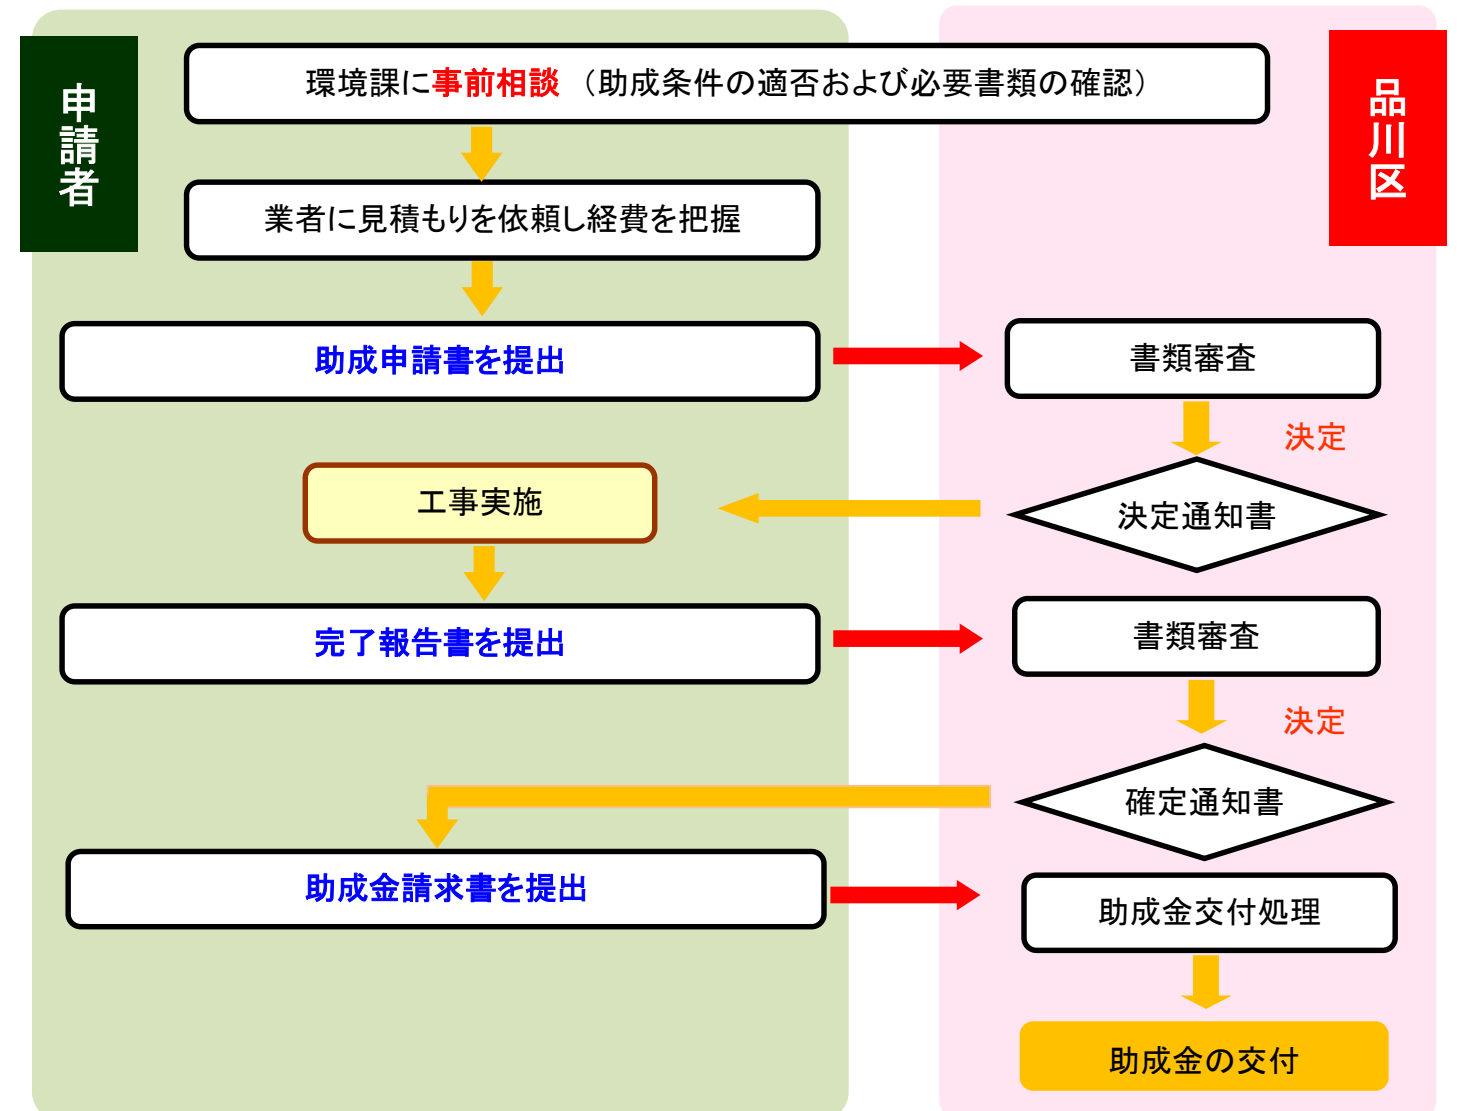 申請者
品川区
環境課に事前相談 （助成条件の適否および必要書類の確認）
業者に見積もりを依頼し経費を把握
助成申請書を提出
書類審査
決定
工事実施
決定通知書
完了報告書を提出
書類審査
決定
確定通知書
助成金請求書を提出
助成金交付処理
助成金の交付